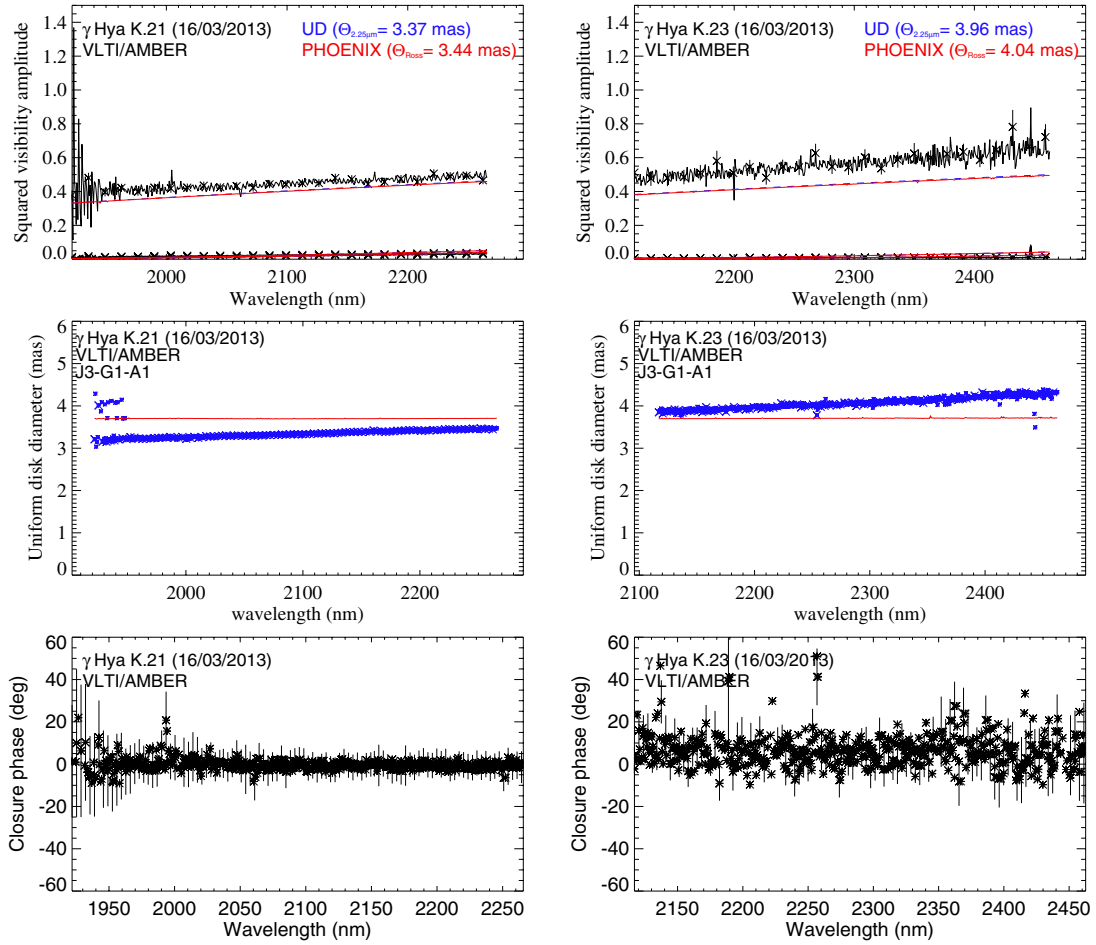 γ Hya K.21 (16/03/2013) UD (Θ2.25μm= 3.37 mas)
VLTI/AMBER PHOENIX (ΘRoss= 3.44 mas)
1.4
1.2
1.0
0.8
0.6
0.4
0.2
0.0
Squared visibility amplitude
2000 2100 2200
Wavelength (nm)
γ Hya K.23 (16/03/2013) UD (Θ2.25μm= 3.96 mas)
VLTI/AMBER PHOENIX (ΘRoss= 4.04 mas)
1.4
1.2
1.0
0.8
0.6
0.4
0.2
0.0
Squared visibility amplitude
2200 2300 2400
Wavelength (nm)
γ Hya K.21 (16/03/2013)
VLTI/AMBER
J3-G1-A1
6
5
4
3
2
1
0
Uniform disk diameter (mas)
2000 2100 2200
wavelength (nm)
γ Hya K.23 (16/03/2013)
VLTI/AMBER
J3-G1-A1
6
5
4
3
2
1
0
Uniform disk diameter (mas)
2100 2200 2300 2400
wavelength (nm)
γ Hya K.21 (16/03/2013)
VLTI/AMBER
60
40
20
0
-20
-40
-60
Closure phase (deg)
1950 2000 2050 2100 2150 2200 2250
Wavelength (nm)
γ Hya K.23 (16/03/2013)
VLTI/AMBER
60
40
20
0
-20
-40
-60
Closure phase (deg)
2150 2200 2250 2300 2350 2400 2450
Wavelength (nm)